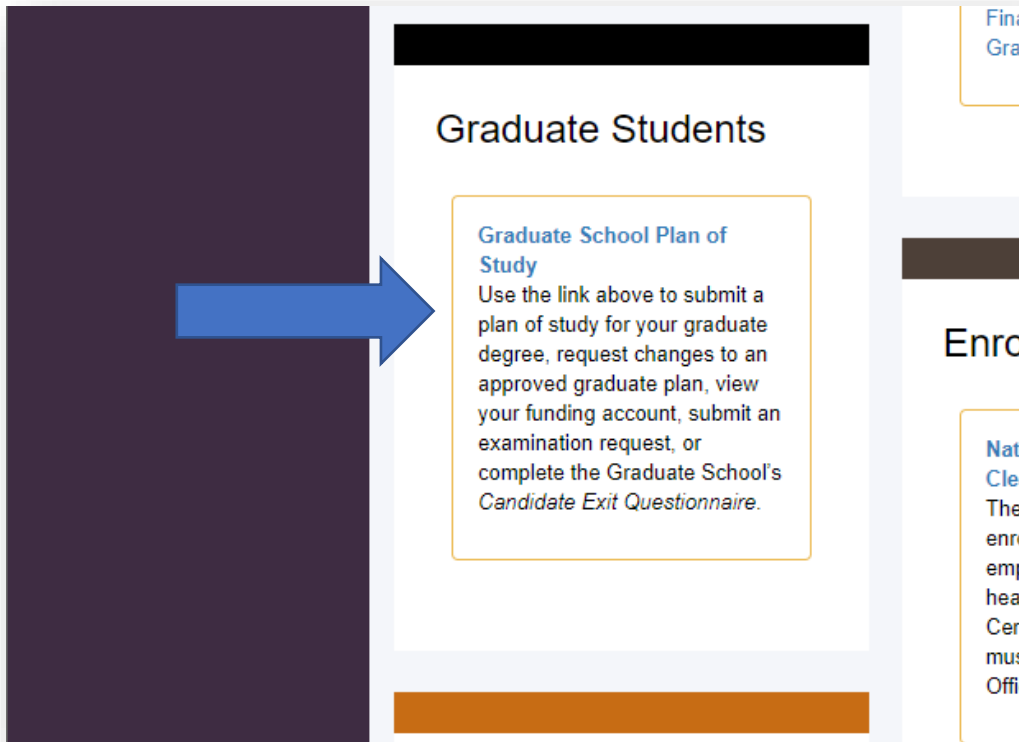 Graduate Students
Graduate School Plan of
Study
Use the link above to submit a
plan of study for your graduate
degree, request changes to an
approved graduate plan, view
your funding account, submit an
examination request, or
complete the Graduate School's
Candidate Exit Questionnaire.
The